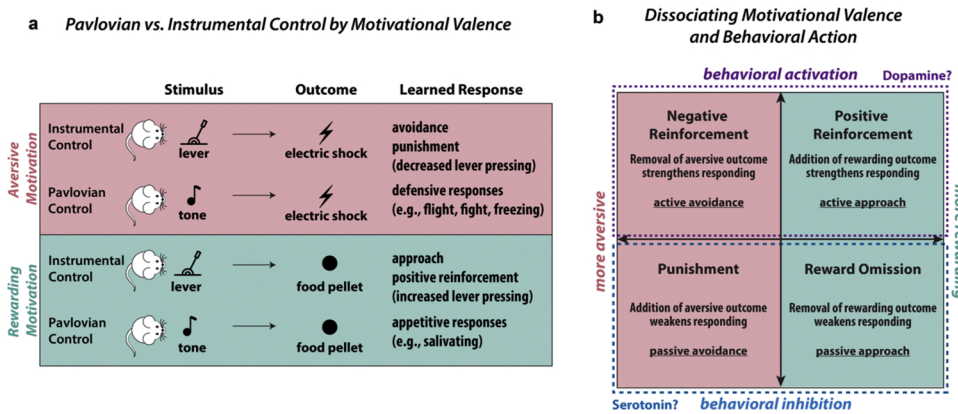 a Pavlovian vs. Instrumental Control by Motivational Valence
Stimulus Outcome Learned Response
Aversive
Motivation
Instrumental
Control
lever
electric shock
avoidance
punishment
(decreased lever pressing)
Pavlovian
Control
tone
electric shock
defensive responses
(e.g., flight, fight, freezing)
Rewarding
Motivation
Instrumental
Control
lever
food pellet
approach
positive reinforcement
(increased lever pressing)
Pavlovian
Control
tone
food pellet
appetitive responses
(e.g., salivating)
b Dissociating Motivational Valence
and Behavioral Action
behavioral activation Dopamine?
more aversive
Negative
Reinforcement
Removal of aversive outcome
strengthens responding
active avoidance
Positive
Reinforcement
Addition of rewarding outcome
strengthens responding
active approach
Punishment
Addition of aversive outcome
weakens responding
passive avoidance
Reward Omission
Removal of rewarding outcome
weakens responding
passive approach
Serotonin? behavioral inhibition